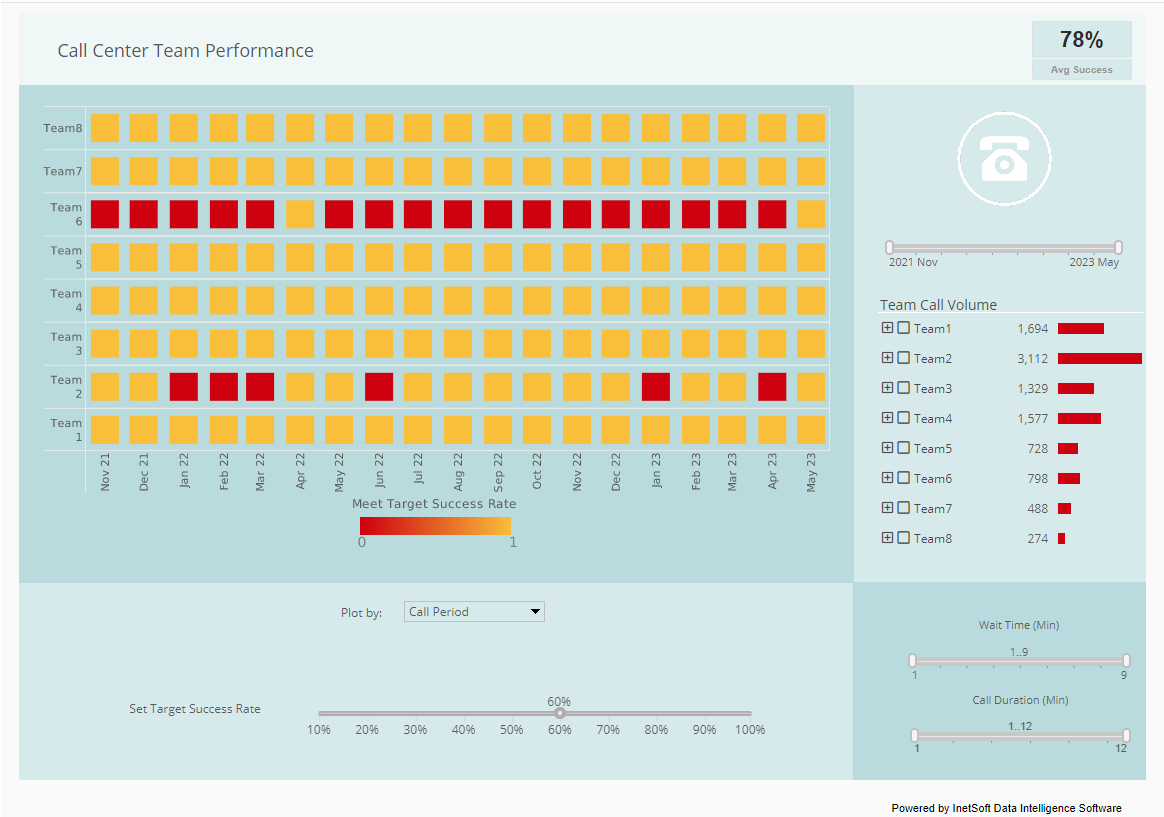 Call Center Team Performance
78%
Avg Success
Team8
Team7
Team
6
Team
5
Team
4
Team
3
Team
2
Team
1
Nov 21
Dec 21
Jan 22
Feb 22
Mar 22
Apr 22
May 22
Jun 22
Jul 22
Aug 22
Sep 22
Oct 22
Nov 22
Dec 22
Jan 23
Feb 23
Mar 23
Apr 23
May 23
Meet Target Success Rate
0 1
2021 Nov 2023 May
Team Call Volume
Team1 1,694
Team2 3,112
Team3 1,329
Team4 1,577
Team5 728
Team6 798
Team7 488
Team8 274
Plot by: Call Period
Set Target Success Rate
60%
10% 20% 30% 40% 50% 60% 70% 80% 90% 100%
Wait Time (Min)
1..9
1 9
Call Duration (Min)
1..12
1 12
Powered by InetSoft Data Intelligence Software